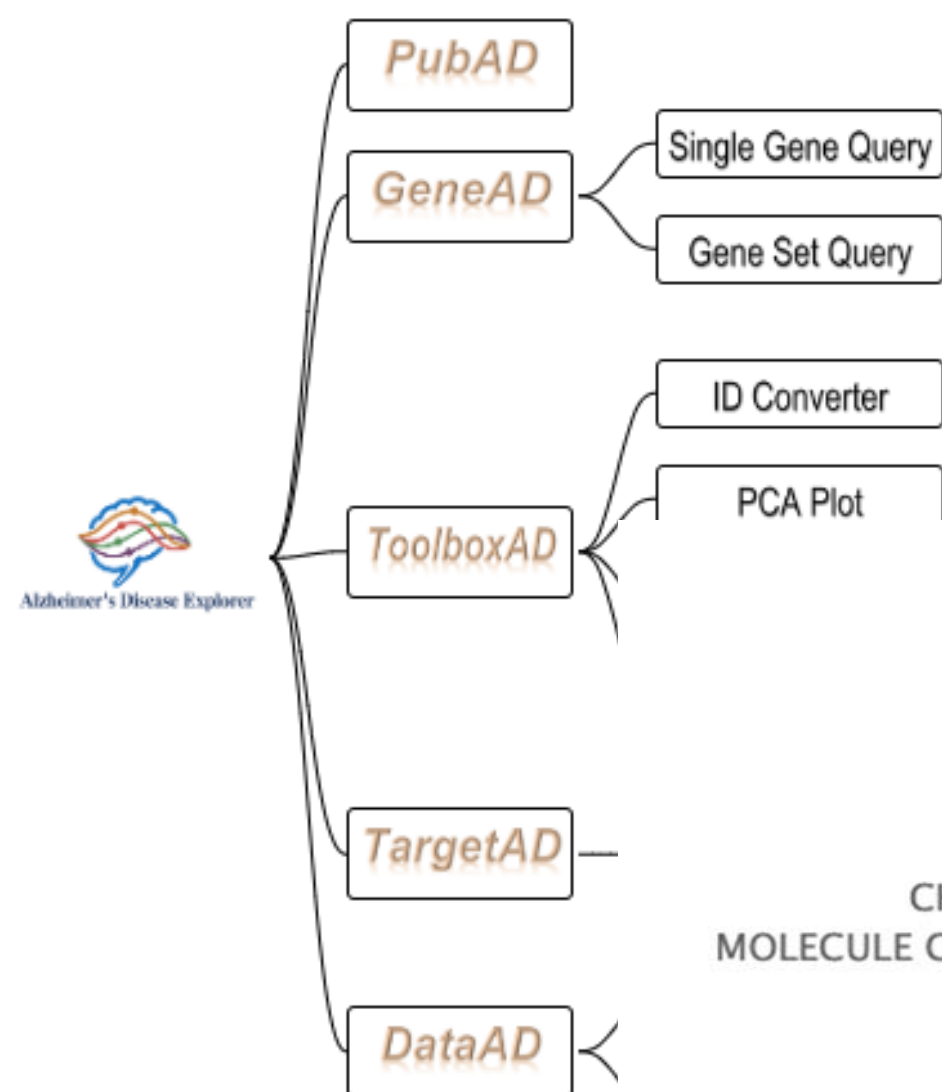 PubAD
GeneAD
Single Gene Query
Gene Set Query
ID Converter
PCA Plot
ToolboxAD
Alzheimer's Disease Explorer
TargetAD
MOLECULE
DataAD